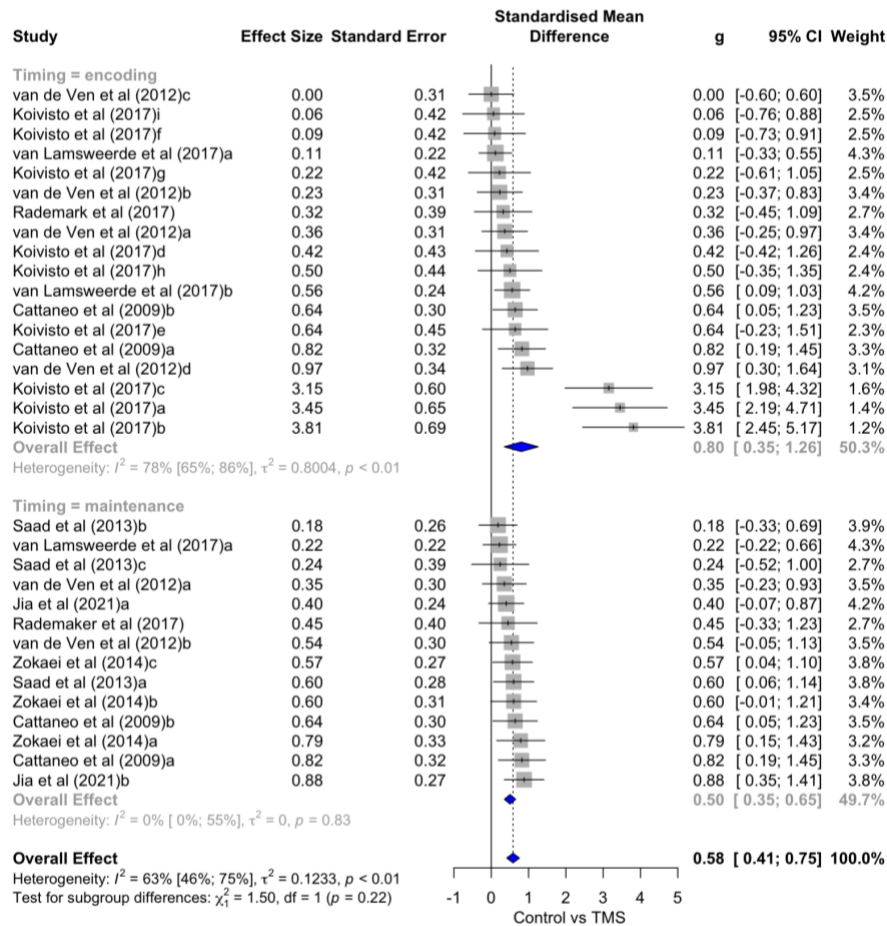 Standardised Mean
Study Effect Size Standard Error Difference g 95% CI Weight
Timing = encoding
van de Ven et al (2012)c 0.00 0.31 0.00 [-0.60; 0.60] 3.5%
Koivisto et al (2017)i 0.06 0.42 0.06 [-0.76; 0.88] 2.5%
Koivisto et al (2017)f 0.09 0.42 0.09 [-0.73; 0.91] 2.5%
van Lamsweerde et al (2017)a 0.11 0.22 0.11 [-0.33; 0.55] 4.3%
Koivisto et al (2017)g 0.22 0.42 0.22 [-0.61; 1.05] 2.5%
van de Ven et al (2012)b 0.23 0.31 0.23 [-0.37; 0.83] 3.4%
Rademark et al (2017) 0.32 0.39 0.32 [-0.45; 1.09] 2.7%
van de Ven et al (2012)a 0.36 0.31 0.36 [-0.25; 0.97] 3.4%
Koivisto et al (2017)d 0.42 0.43 0.42 [-0.42; 1.26] 2.4%
Koivisto et al (2017)h 0.50 0.44 0.50 [-0.35; 1.35] 2.4%
van Lamsweerde et al (2017)b 0.56 0.24 0.56 [ 0.09; 1.03] 4.2%
Cattaneo et al (2009)b 0.64 0.30 0.64 [ 0.05; 1.23] 3.5%
Koivisto et al (2017)e 0.64 0.45 0.64 [-0.23; 1.51] 2.3%
Cattaneo et al (2009)a 0.82 0.32 0.82 [ 0.19; 1.45] 3.3%
van de Ven et al (2012)d 0.97 0.34 0.97 [ 0.30; 1.64] 3.1%
Koivisto et al (2017)c 3.15 0.60 3.15 [ 1.98; 4.32] 1.6%
Koivisto et al (2017)a 3.45 0.65 3.45 [ 2.19; 4.71] 1.4%
Koivisto et al (2017)b 3.81 0.69 3.81 [ 2.45; 5.17] 1.2%
Overall Effect 0.80 [ 0.35; 1.26] 50.3%
Heterogeneity: I² = 78% [65%; 86%], τ² = 0.8004, p < 0.01
Timing = maintenance
Saad et al (2013)b 0.18 0.26 0.18 [-0.33; 0.69] 3.9%
van Lamsweerde et al (2017)a 0.22 0.22 0.22 [-0.22; 0.66] 4.3%
Saad et al (2013)c 0.24 0.39 0.24 [-0.52; 1.00] 2.7%
van de Ven et al (2012)a 0.35 0.30 0.35 [-0.23; 0.93] 3.5%
Jia et al (2021)a 0.40 0.24 0.40 [-0.07; 0.87] 4.2%
Rademaker et al (2017) 0.45 0.40 0.45 [-0.33; 1.23] 2.7%
van de Ven et al (2012)b 0.54 0.30 0.54 [-0.05; 1.13] 3.5%
Zokaei et al (2014)c 0.57 0.27 0.57 [ 0.04; 1.10] 3.8%
Saad et al (2013)a 0.60 0.28 0.60 [ 0.06; 1.14] 3.8%
Zokaei et al (2014)b 0.60 0.31 0.60 [-0.01; 1.21] 3.4%
Cattaneo et al (2009)b 0.64 0.30 0.64 [ 0.05; 1.23] 3.5%
Zokaei et al (2014)a 0.79 0.33 0.79 [ 0.15; 1.43] 3.2%
Cattaneo et al (2009)a 0.82 0.32 0.82 [ 0.19; 1.45] 3.3%
Jia et al (2021)b 0.88 0.27 0.88 [ 0.35; 1.41] 3.8%
Overall Effect 0.50 [ 0.35; 0.65] 49.7%
Heterogeneity: I² = 0% [ 0%; 55%], τ² = 0, p = 0.83
Overall Effect 0.58 [ 0.41; 0.75] 100.0%
Heterogeneity: I² = 63% [46%; 75%], τ² = 0.1233, p < 0.01
Test for subgroup differences: χ²₁ = 1.50, df = 1 (p = 0.22)
-1 0 1 2 3 4 5
Control vs TMS